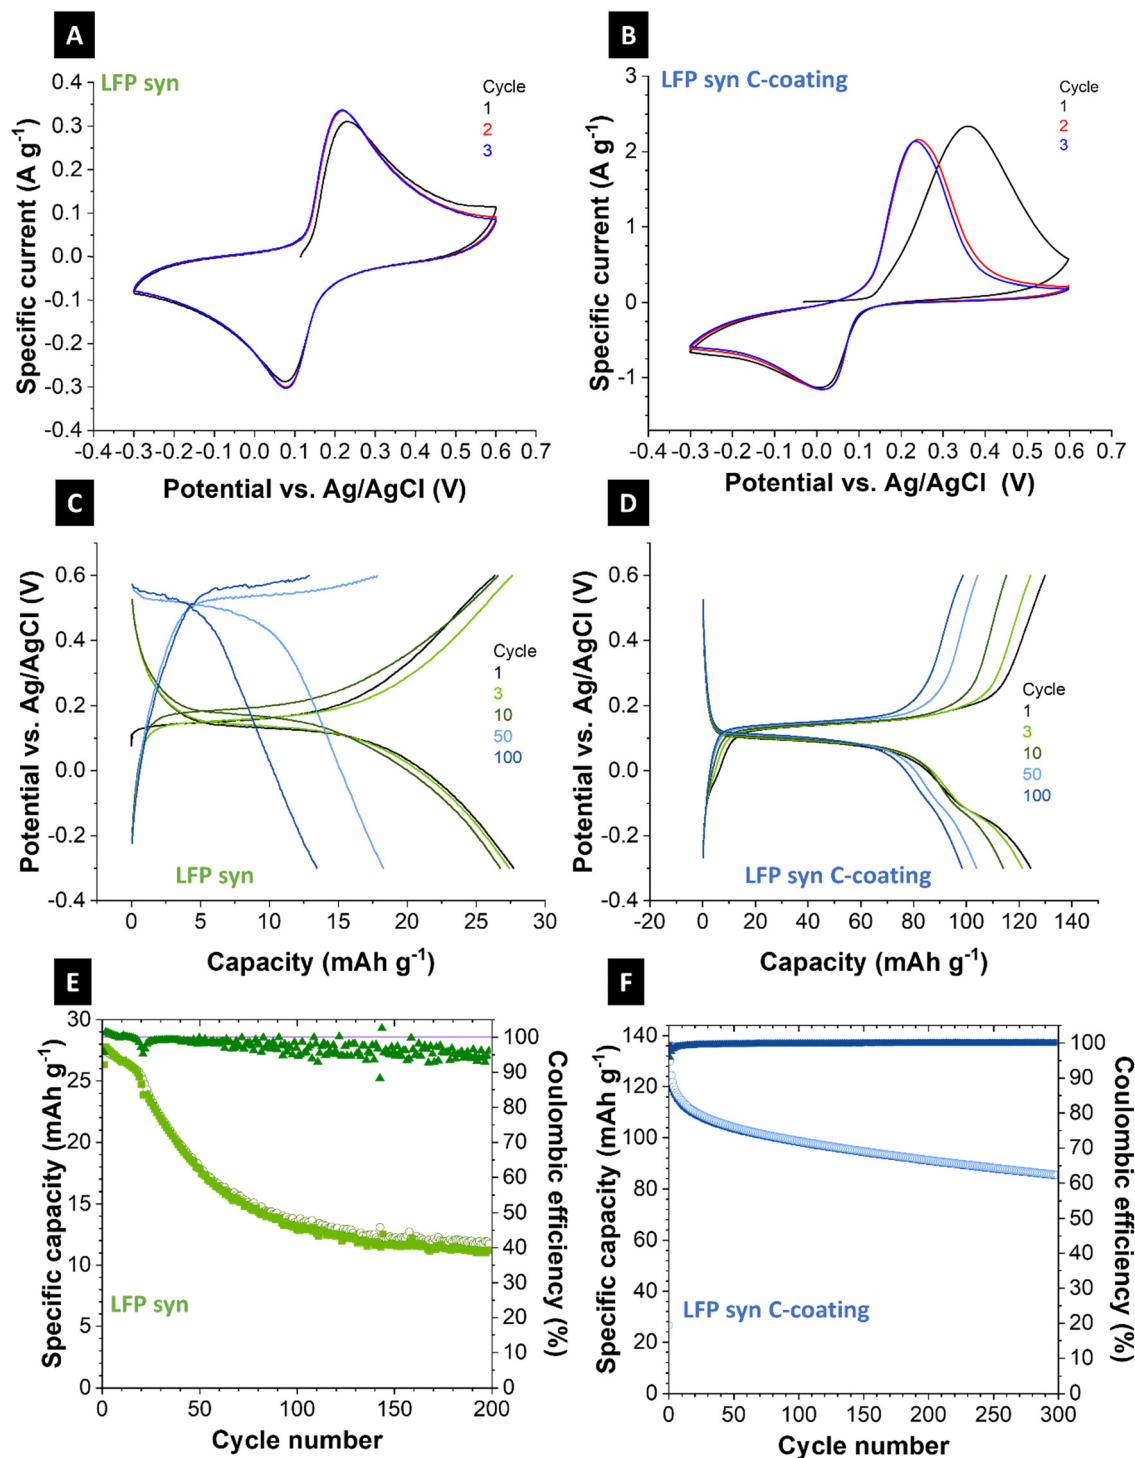 A
LFP syn
Cycle
1
2
3
0.4
0.3
0.2
0.1
0.0
-0.1
-0.2
-0.3
-0.4
-0.4 -0.3 -0.2 -0.1 0.0 0.1 0.2 0.3 0.4 0.5 0.6 0.7
Specific current (A g-1)
Potential vs. Ag/AgCl (V)
B
LFP syn C-coating
Cycle
1
2
3
3
2
1
0
-1
-0.4 -0.3 -0.2 -0.1 0.0 0.1 0.2 0.3 0.4 0.5 0.6 0.7
Specific current (A g-1)
Potential vs. Ag/AgCl (V)
C
0.6
0.4
0.2
0.0
-0.2
-0.4
Cycle
1
3
10
50
100
LFP syn
0 5 10 15 20 25 30
Potential vs. Ag/AgCl (V)
Capacity (mAh g-1)
D
0.6
0.4
0.2
0.0
-0.2
-0.4
Cycle
1
3
10
50
100
LFP syn C-coating
-20 0 20 40 60 80 100 120 140
Potential vs. Ag/AgCl (V)
Capacity (mAh g-1)
E
30
25
20
15
10
5
0
100
90
80
70
60
50
40
30
20
10
0
LFP syn
0 50 100 150 200
Specific capacity (mAh g-1)
Coulombic efficiency (%)
Cycle number
F
140
120
100
80
60
40
20
0
100
90
80
70
60
50
40
30
20
10
0
LFP syn C-coating
0 50 100 150 200 250 300
Specific capacity (mAh g-1)
Coulombic efficiency (%)
Cycle number